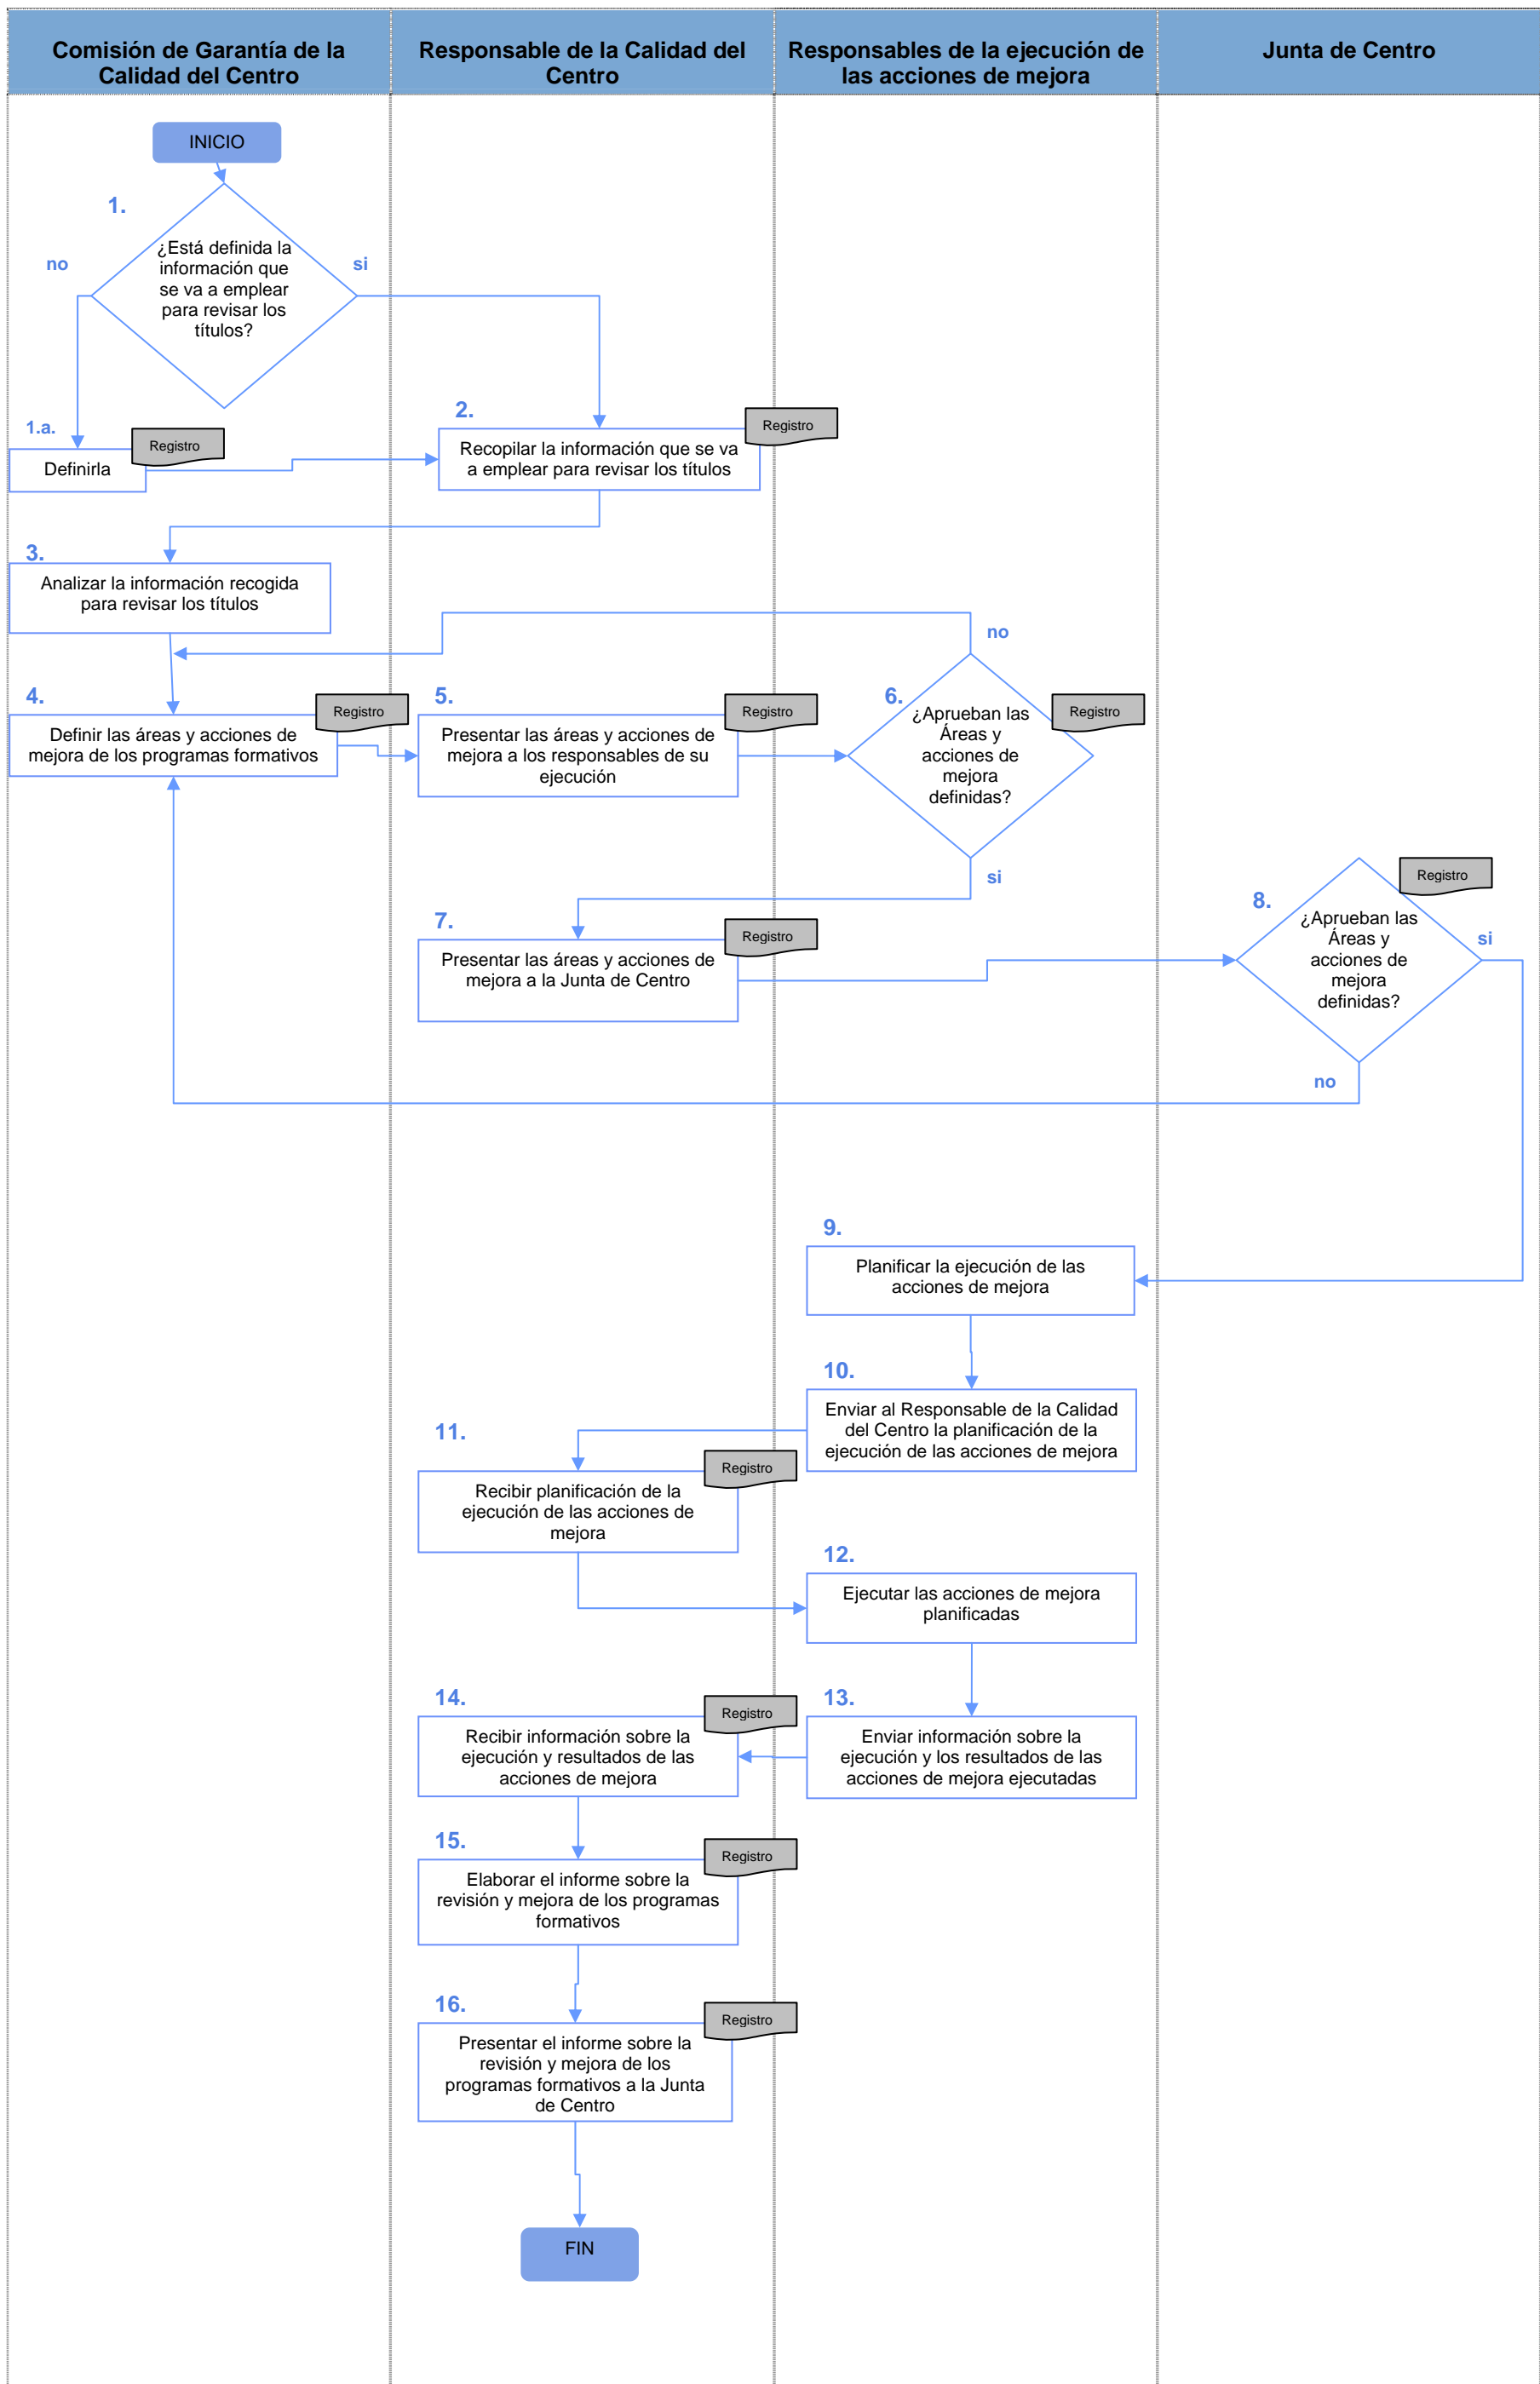 Comisión de Garantía de la
Calidad del Centro
Responsable de la Calidad del
Centro
Responsables de la ejecución de
las acciones de mejora
Junta de Centro
INICIO
1.
¿Está definida la
información que
se va a emplear
para revisar los
títulos?
no
si
1.a.
Registro
Definirla
2.
Registro
Recopilar la información que se va
a emplear para revisar los títulos
3.
Analizar la información recogida
para revisar los títulos
no
4.
Registro
Definir las áreas y acciones de
mejora de los programas formativos
5.
Registro
Presentar las áreas y acciones de
mejora a los responsables de su
ejecución
6.
Registro
¿Aprueban las
Áreas y
acciones de
mejora
definidas?
si
7.
Registro
Presentar las áreas y acciones de
mejora a la Junta de Centro
8.
Registro
¿Aprueban las
Áreas y
acciones de
mejora
definidas?
si
no
9.
Planificar la ejecución de las
acciones de mejora
10.
Enviar al Responsable de la Calidad
del Centro la planificación de la
ejecución de las acciones de mejora
11.
Registro
Recibir planificación de la
ejecución de las acciones de
mejora
12.
Ejecutar las acciones de mejora
planificadas
13.
Enviar información sobre la
ejecución y los resultados de las
acciones de mejora ejecutadas
14.
Registro
Recibir información sobre la
ejecución y resultados de las
acciones de mejora
15.
Registro
Elaborar el informe sobre la
revisión y mejora de los programas
formativos
16.
Registro
Presentar el informe sobre la
revisión y mejora de los
programas formativos a la Junta
de Centro
FIN